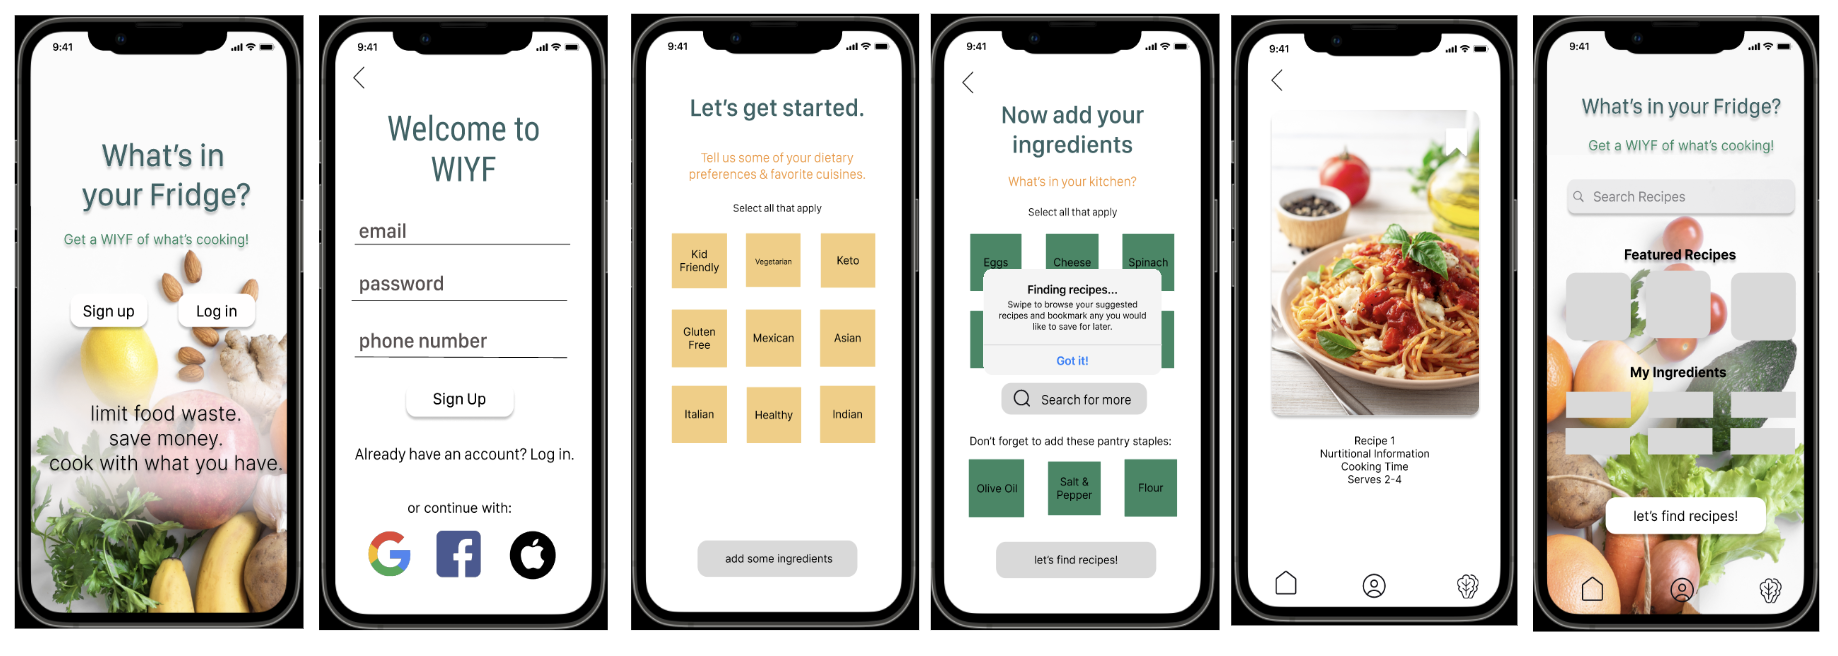 9:41
What's in
your Fridge?
Get a WIYF of what's cooking!
Sign up
Log in
limit food waste.
save money.
cook with what you have.
9:41
Welcome to
WIYF
email
password
phone number
Sign Up
Already have an account? Log in.
or continue with:
9:41
Let's get started.
Tell us some of your dietary
preferences & favorite cuisines.
Select all that apply
Kid
Friendly
Vegetarian
Keto
Gluten
Free
Mexican
Asian
Italian
Healthy
Indian
add some ingredients
9:41
Now add your
ingredients
What's in your kitchen?
Select all that apply
Eggs
Cheese
Spinach
Finding recipes...
Swipe to browse your suggested
recipes and bookmark any you would
like to save for later.
Got it!
Search for more
Don't forget to add these pantry staples:
Olive Oil
Salt &
Pepper
Flour
let's find recipes!
9:41
Recipe 1
Nurtitional Information
Cooking Time
Serves 2-4
9:41
What's in your Fridge?
Get a WIYF of what's cooking!
Search Recipes
Featured Recipes
My Ingredients
let's find recipes!